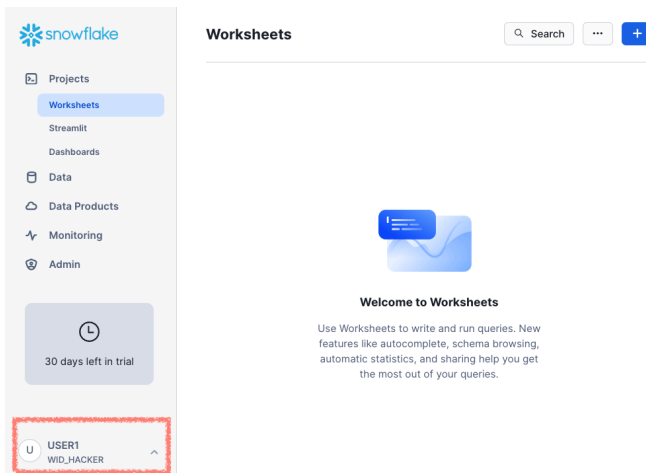 snowflake
Projects
Worksheets
Streamlit
Dashboards
Data
Data Products
Monitoring
Admin
30 days left in trial
U
USER1
WID_HACKER
Worksheets
Search
...
+
Welcome to Worksheets
Use Worksheets to write and run queries. New
features like autocomplete, schema browsing,
automatic statistics, and sharing help you get
the most out of your queries.